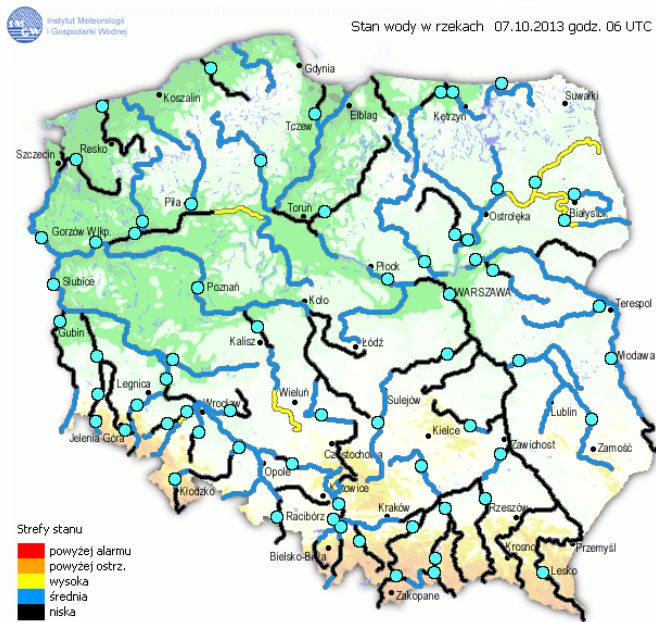 Instytut Meteorologii
i Gospodarki Wodnej
Stan wody w rzekach 07.10.2013 godz. 06 UTC
Gdynia
Koszalin
Suwałki
Elbląg
Kętrzyn
Tczew
Resko
Szczecin
Piła
Toruń
Ostrołęka
Białystok
Gorzów Wlkp.
Płock
Słubice
Poznań
Koło
WARSZAWA
Terespol
Gubin
Kalisz
Łódź
Włodawa
Legnica
Wrocław
Wieluń
Sulejów
Lublin
Jelenia Góra
Kielce
Zawichost
Zamość
Częstochowa
Opole
Kłodzko
Katowice
Racibórz
Kraków
Rzeszów
Bielsko-Biała
Krosno
Przemyśl
Lesko
Zakopane
Strefy stanu
powyżej alarmu
powyżej ostrz.
wysoka
średnia
niska